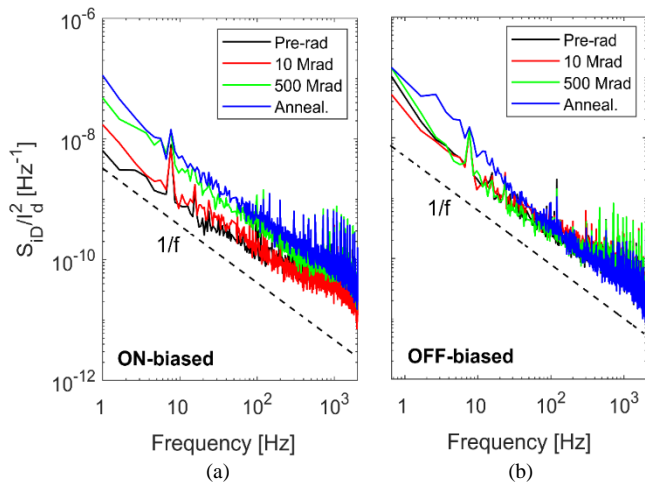 S_iD/I_d^2 [Hz^-1]
10^-6
10^-8
10^-10
10^-12
Pre-rad
10 Mrad
500 Mrad
Anneal.
1/f
ON-biased
1
10
10^2
10^3
Frequency [Hz]
(a)
Pre-rad
10 Mrad
500 Mrad
Anneal.
1/f
OFF-biased
1
10
10^2
10^3
Frequency [Hz]
(b)